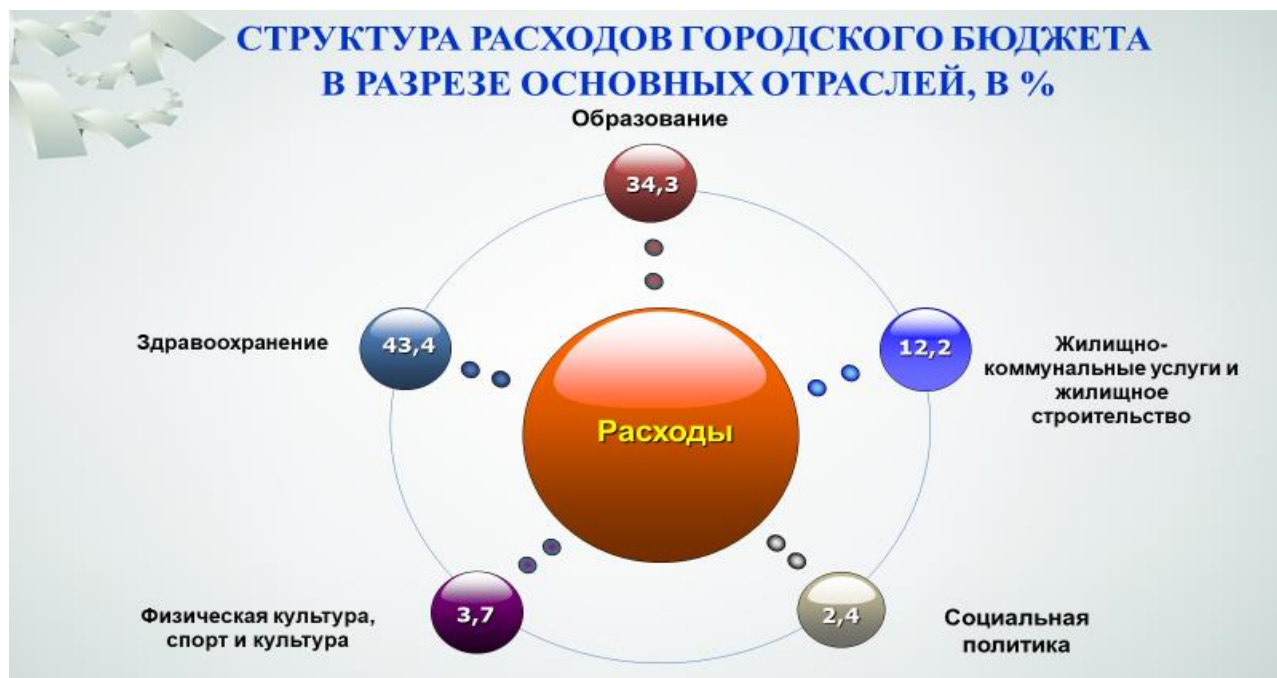 СТРУКТУРА РАСХОДОВ ГОРОДСКОГО БЮДЖЕТА
В РАЗРЕЗЕ ОСНОВНЫХ ОТРАСЛЕЙ, В %
Образование
34,3
Здравоохранение
43,4
12,2
Жилищно-
коммунальные услуги и
жилищное
строительство
Расходы
Физическая культура,
спорт и культура
3,7
2,4
Социальная
политика